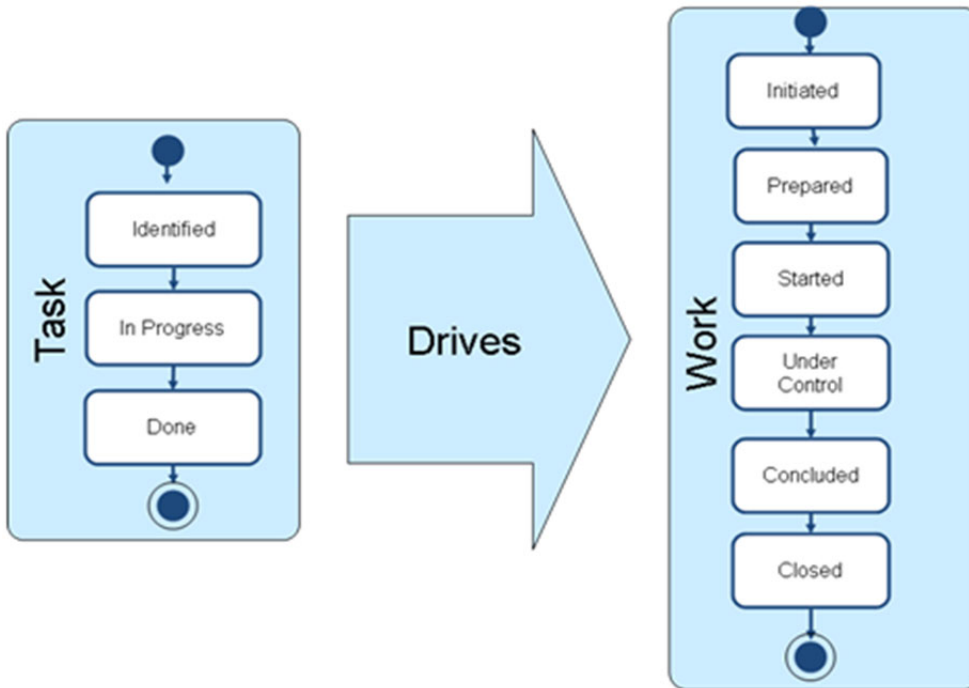 Task
Identified
In Progress
Done
Drives
Work
Initiated
Prepared
Started
Under
Control
Concluded
Closed